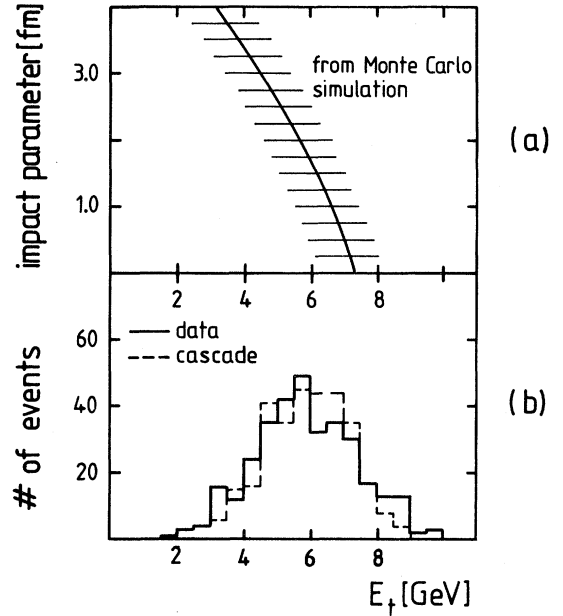 impact parameter [fm]
3.0
1.0
from Monte Carlo
simulation
(a)
2 4 6 8
# of events
60
40
20
data
cascade
(b)
2 4 6 8
E_t [GeV]